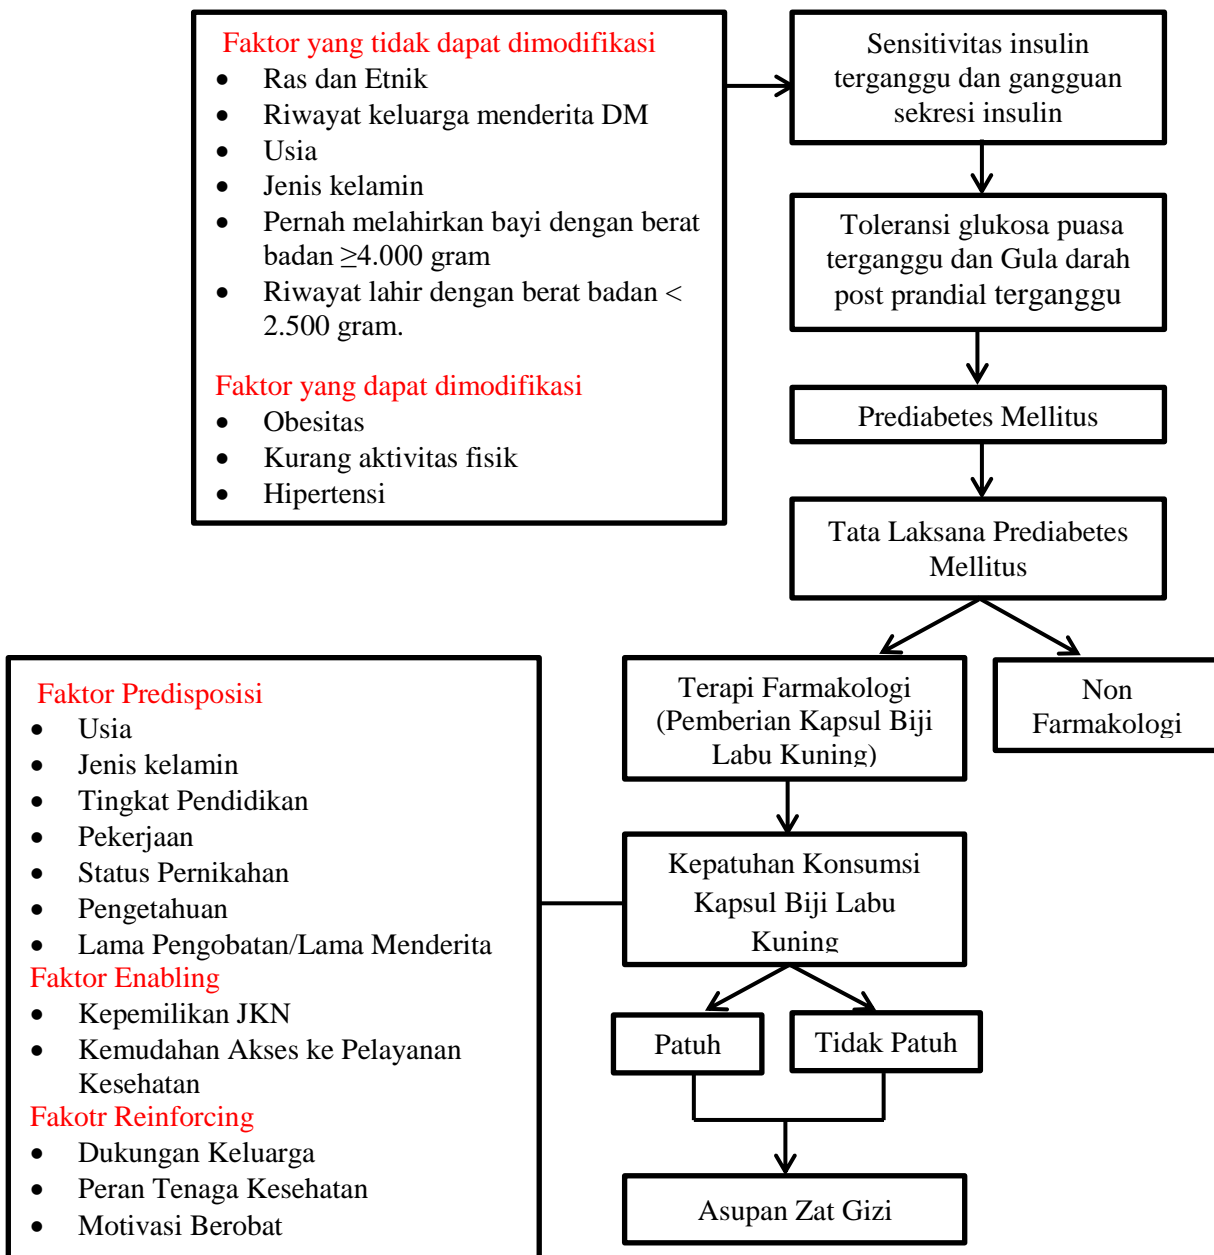 Faktor yang tidak dapat dimodifikasi
• Ras dan Etnik
• Riwayat keluarga menderita DM
• Usia
• Jenis kelamin
• Pernah melahirkan bayi dengan berat
badan ≥4.000 gram
• Riwayat lahir dengan berat badan <
2.500 gram.
Faktor yang dapat dimodifikasi
• Obesitas
• Kurang aktivitas fisik
• Hipertensi
Sensitivitas insulin
terganggu dan gangguan
sekresi insulin
Toleransi glukosa puasa
terganggu dan Gula darah
post prandial terganggu
Prediabetes Mellitus
Tata Laksana Prediabetes
Mellitus
Terapi Farmakologi
(Pemberian Kapsul Biji
Labu Kuning)
Non
Farmakologi
Faktor Predisposisi
• Usia
• Jenis kelamin
• Tingkat Pendidikan
• Pekerjaan
• Status Pernikahan
• Pengetahuan
• Lama Pengobatan/Lama Menderita
Faktor Enabling
• Kepemilikan JKN
• Kemudahan Akses ke Pelayanan
Kesehatan
Fakotr Reinforcing
• Dukungan Keluarga
• Peran Tenaga Kesehatan
• Motivasi Berobat
Kepatuhan Konsumsi
Kapsul Biji Labu
Kuning
Patuh
Tidak Patuh
Asupan Zat Gizi